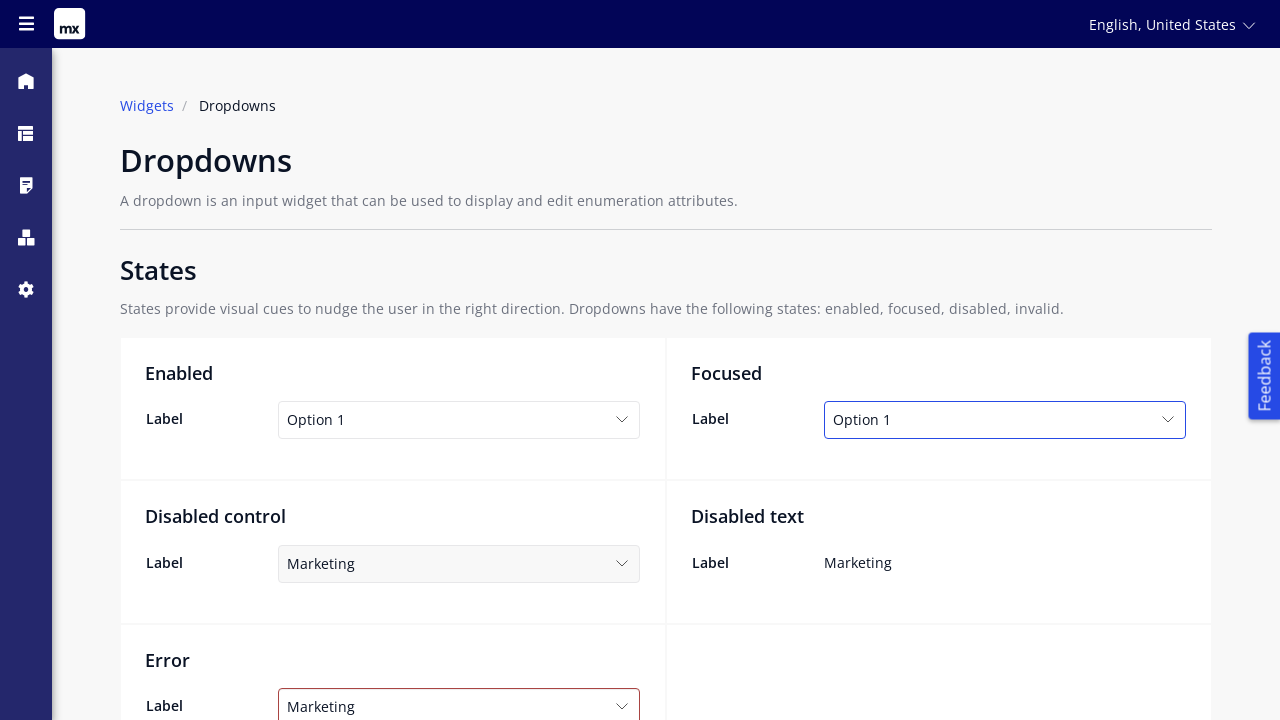 mx
English, United States
Widgets / Dropdowns
Dropdowns
A dropdown is an input widget that can be used to display and edit enumeration attributes.
States
States provide visual cues to nudge the user in the right direction. Dropdowns have the following states: enabled, focused, disabled, invalid.
Enabled
Label Option 1
Focused
Label Option 1
Disabled control
Label Marketing
Disabled text
Label Marketing
Error
Label Marketing
Feedback